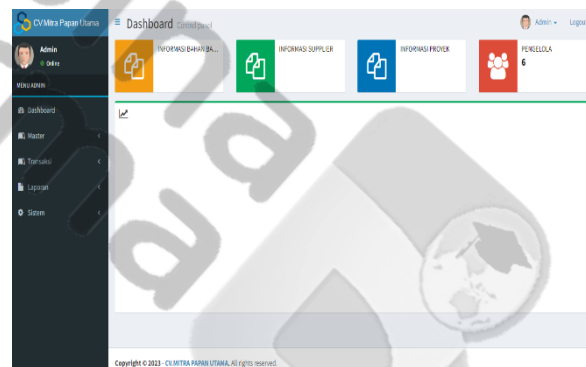 CV.Mitra Papan Utama
Dashboard Control panel
Admin
Logout
Admin
Online
MENU ADMIN
Dashboard
Master
Transaksi
Laporan
Sistem
INFORMASI BAHAN BA...
INFORMASI SUPPLIER
INFORMASI PROYEK
PENGELOLA
6
Copyright © 2023 - CV.MITRA PAPAN UTAMA. All rights reserved.